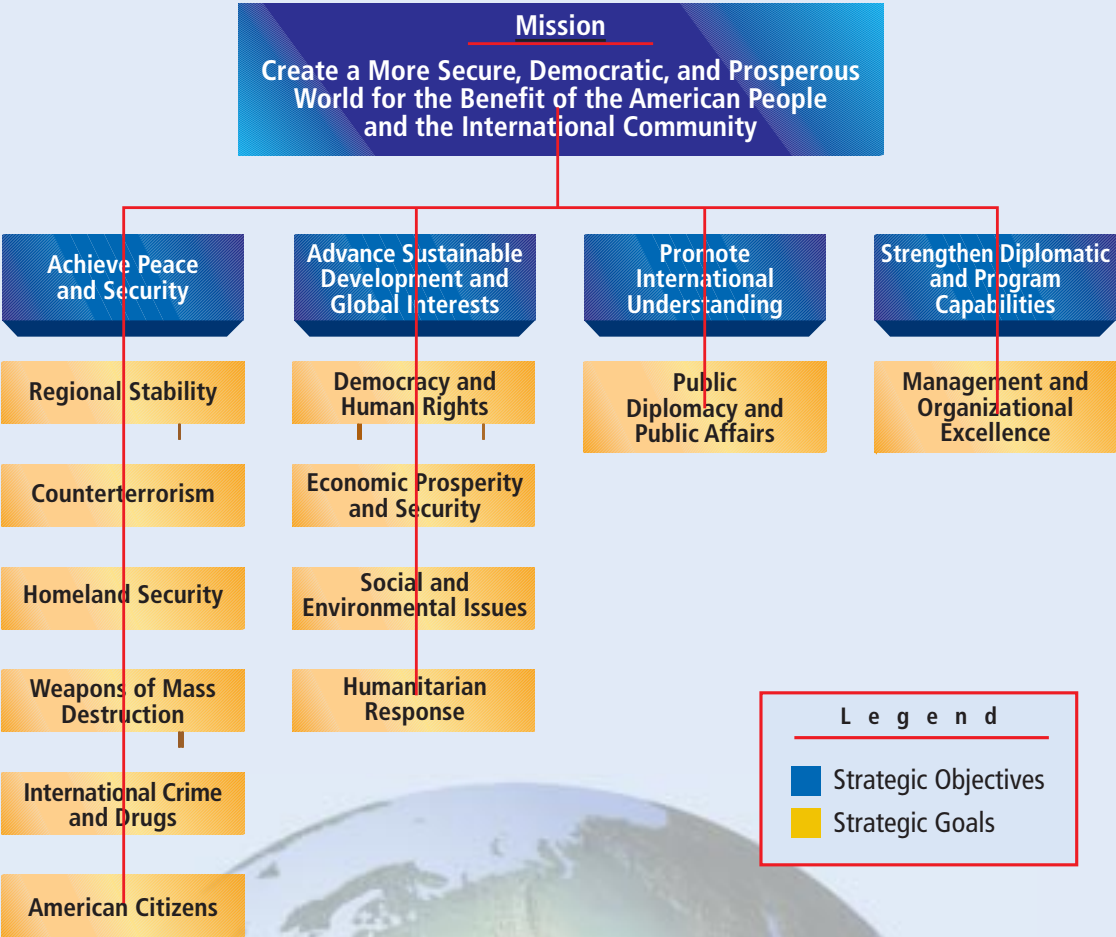 Mission
Create a More Secure, Democratic, and Prosperous
World for the Benefit of the American People
and the International Community
Achieve Peace
and Security
Regional Stability
Counterterrorism
Homeland Security
Weapons of Mass
Destruction
International Crime
and Drugs
American Citizens
Advance Sustainable
Development and
Global Interests
Democracy and
Human Rights
Economic Prosperity
and Security
Social and
Environmental Issues
Humanitarian
Response
Promote
International
Understanding
Public
Diplomacy and
Public Affairs
Strengthen Diplomatic
and Program
Capabilities
Management and
Organizational
Excellence
Legend
Strategic Objectives
Strategic Goals